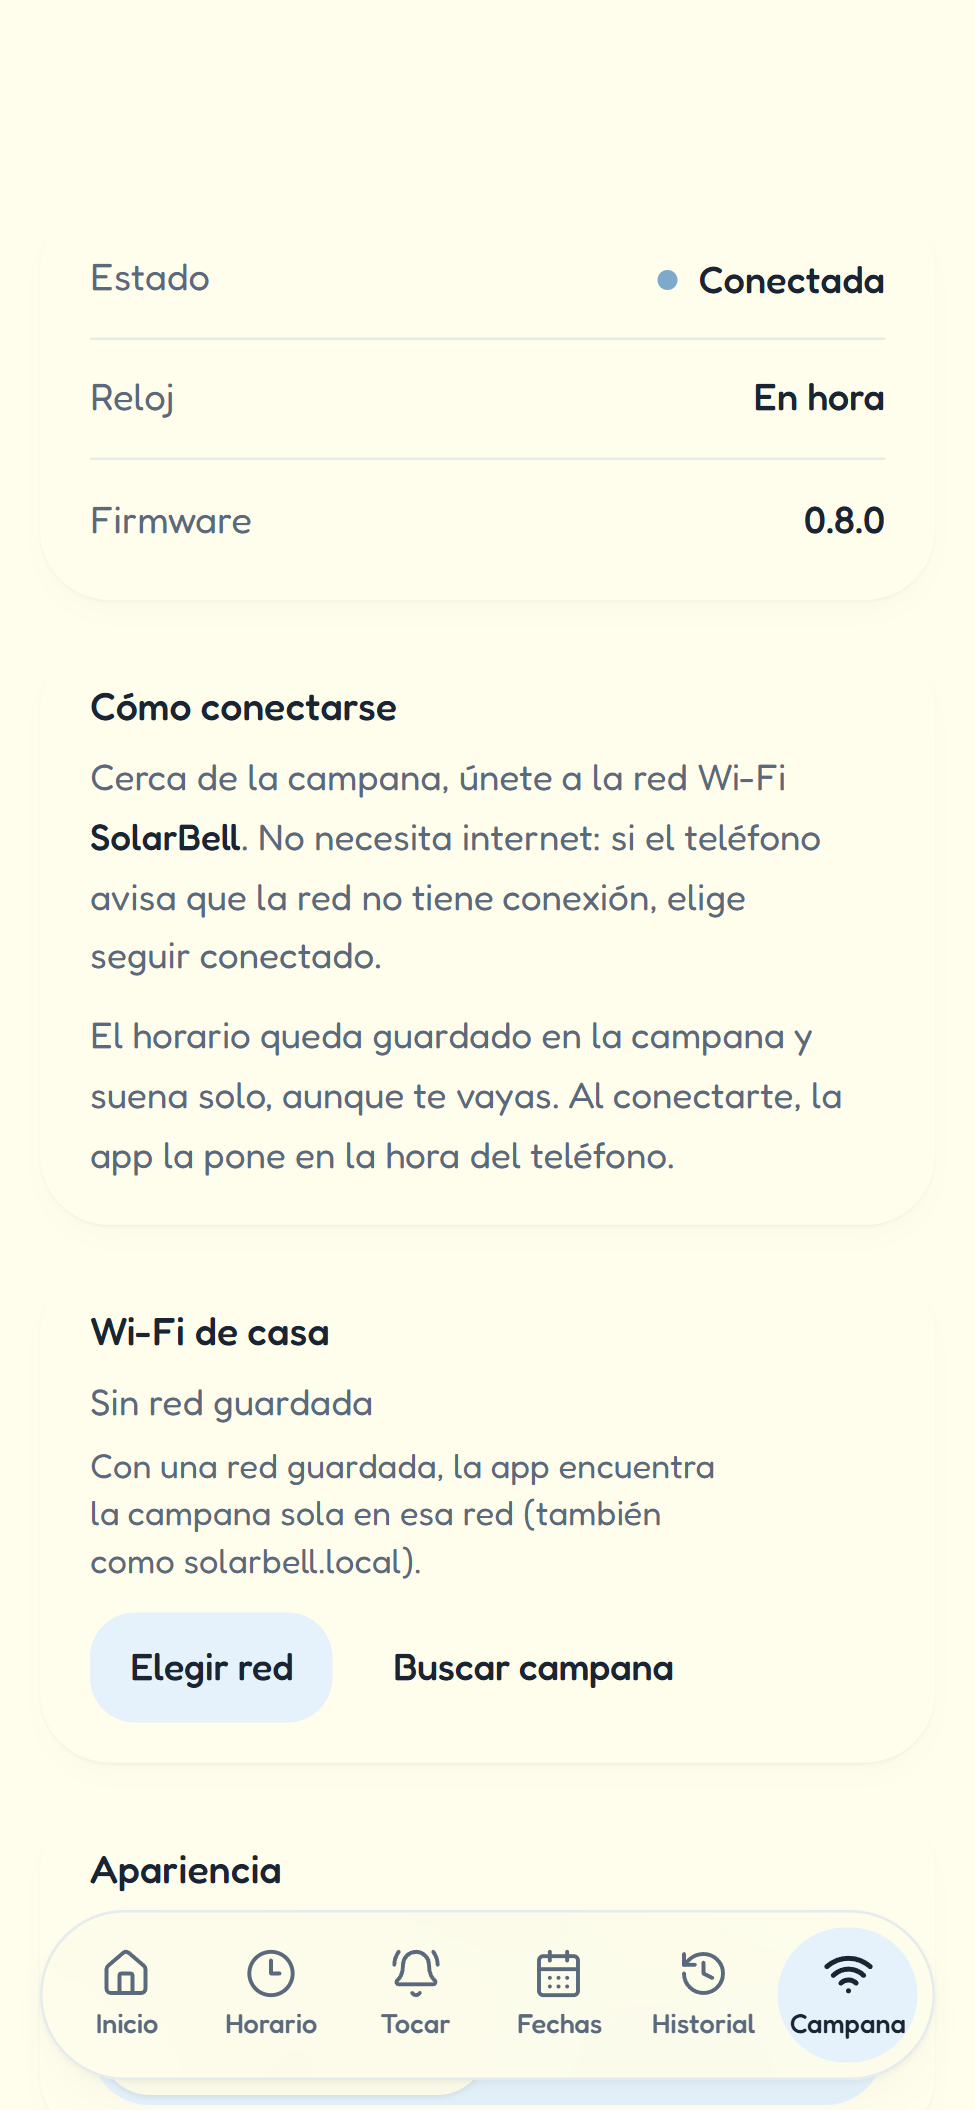 Estado
Conectada
Reloj
En hora
Firmware
0.8.0
Cómo conectarse
Cerca de la campana, únete a la red Wi-Fi
SolarBell. No necesita internet: si el teléfono
avisa que la red no tiene conexión, elige
seguir conectado.
El horario queda guardado en la campana y
suena solo, aunque te vayas. Al conectarte, la
app la pone en la hora del teléfono.
Wi-Fi de casa
Sin red guardada
Con una red guardada, la app encuentra
la campana sola en esa red (también
como solarbell.local).
Elegir red
Buscar campana
Apariencia
Inicio
Horario
Tocar
Fechas
Historial
Campana